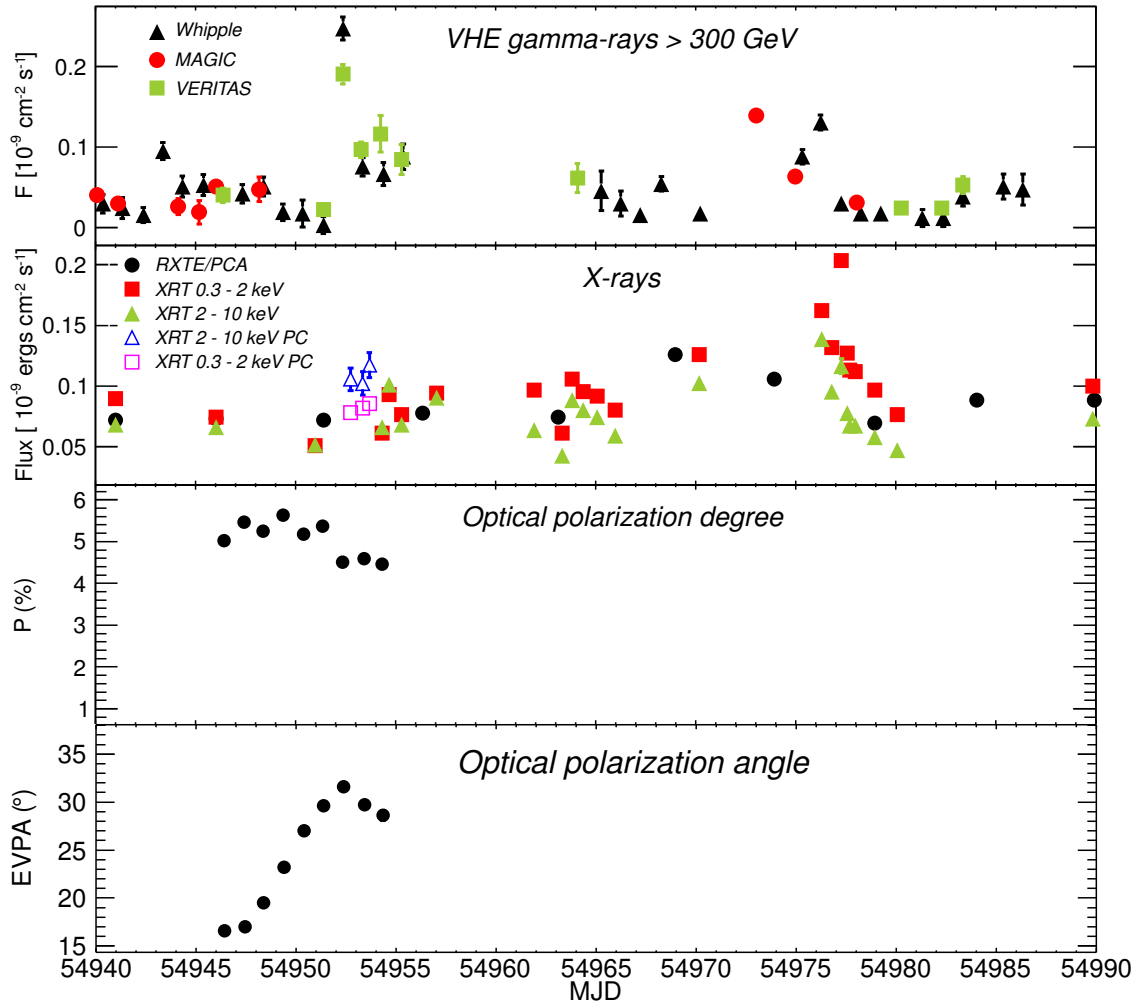 VHE gamma-rays > 300 GeV
Whipple
MAGIC
VERITAS
F [10⁻⁹ cm⁻² s⁻¹]
0.2
0.1
0
X-rays
RXTE/PCA
XRT 0.3 - 2 keV
XRT 2 - 10 keV
XRT 2 - 10 keV PC
XRT 0.3 - 2 keV PC
Flux [ 10⁻⁹ ergs cm⁻² s⁻¹]
0.2
0.15
0.1
0.05
Optical polarization degree
P (%)
6
5
4
3
2
1
Optical polarization angle
EVPA (°)
35
30
25
20
15
54940 54945 54950 54955 54960 54965 54970 54975 54980 54985 54990
MJD